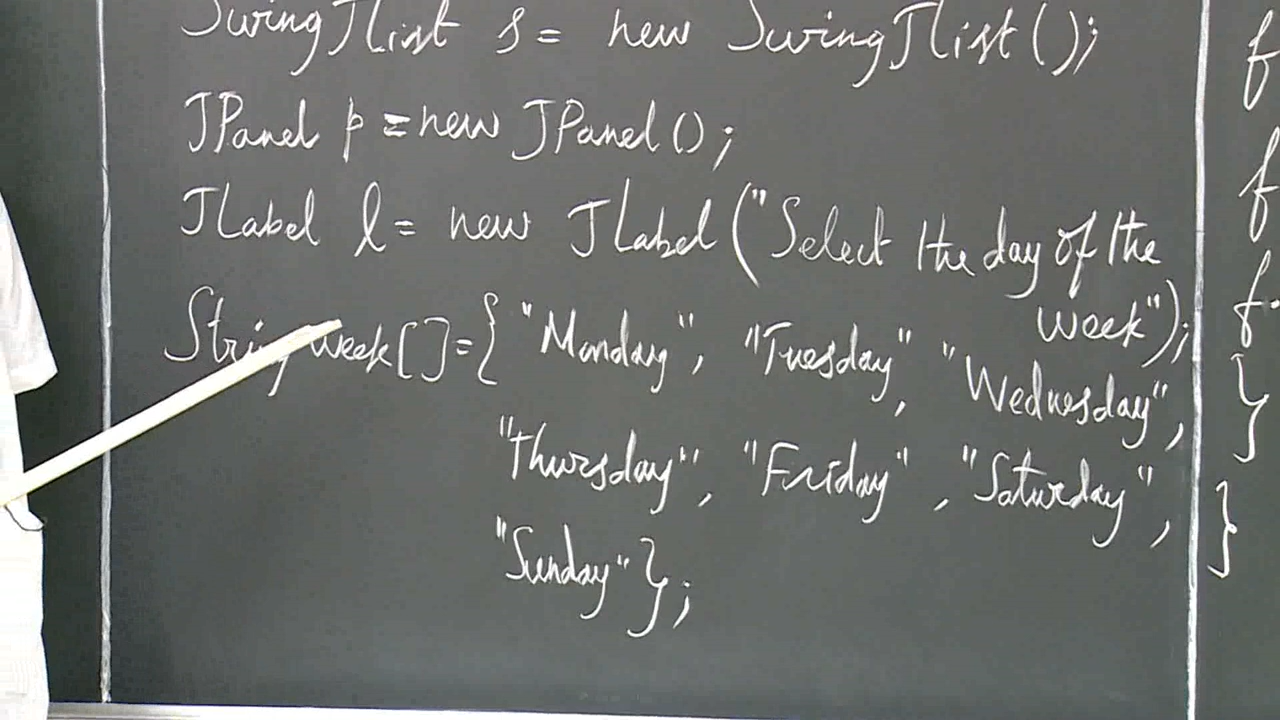 SwingJList s = new SwingJList();
JPanel p = new JPanel();
JLabel l = new JLabel("Select the day of the
week");
String week[]={ "Monday", "Tuesday", "Wednesday",
"Thursday", "Friday", "Saturday",
"Sunday" };
f
f
f.
}
}